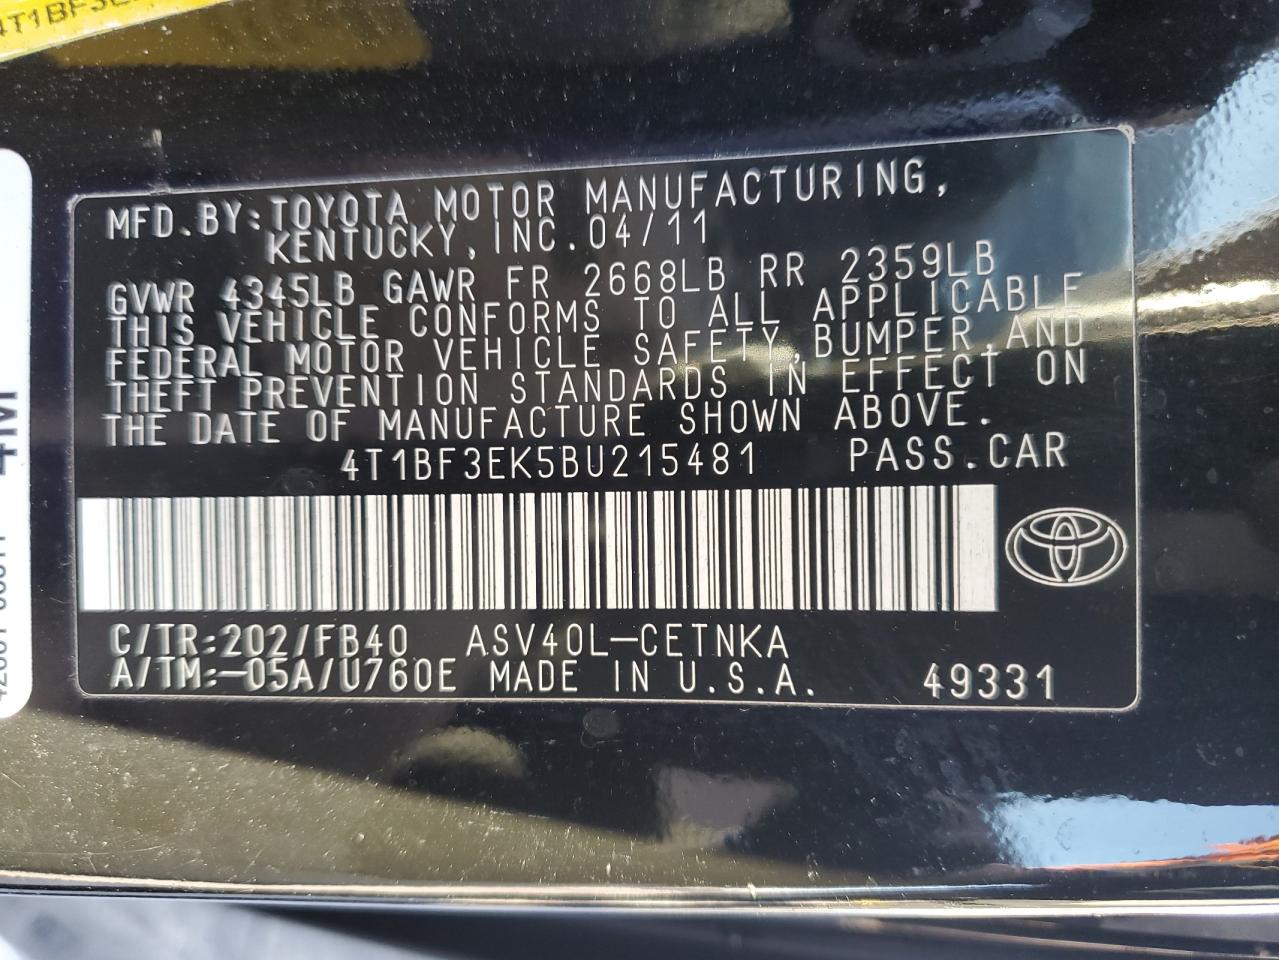 4T1BF3E
4M
MFD.BY:TOYOTA MOTOR MANUFACTURING,
KENTUCKY,INC.04/11
GVWR 4345LB GAWR FR 2668LB RR 2359LB
THIS VEHICLE CONFORMS TO ALL APPLICABLE
FEDERAL MOTOR VEHICLE SAFETY,BUMPER,AND
THEFT PREVENTION STANDARDS IN EFFECT ON
THE DATE OF MANUFACTURE SHOWN ABOVE.
4T1BF3EK5BU215481 PASS.CAR
C/TR:202/FB40 ASV40L-CETNKA
A/TM:-05A/U760E MADE IN U.S.A. 49331